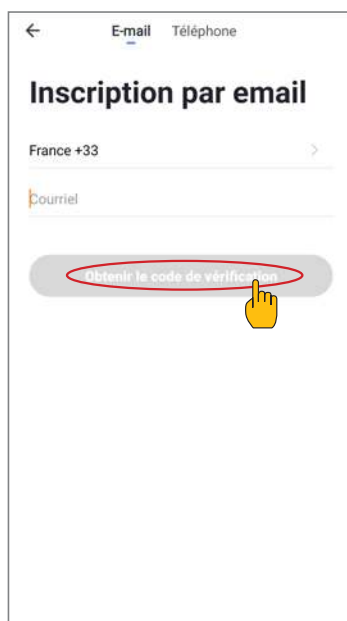 E-mail Téléphone
Inscription par email
France +33
Courriel
Obtenir le code de vérification